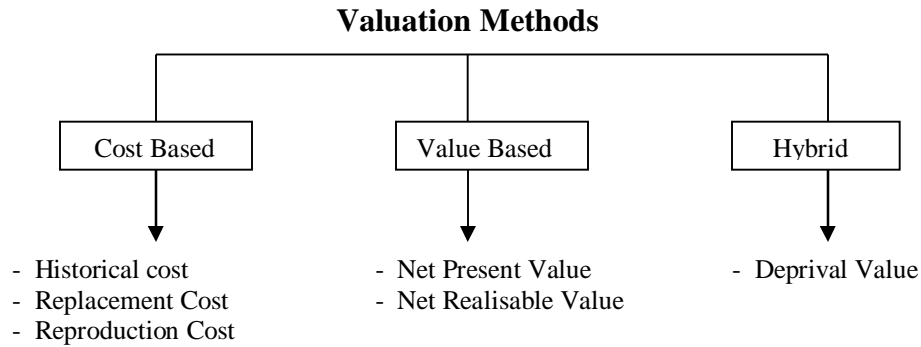 Valuation Methods
Cost Based
Value Based
Hybrid
- Historical cost
- Replacement Cost
- Reproduction Cost
- Net Present Value
- Net Realisable Value
- Deprival Value